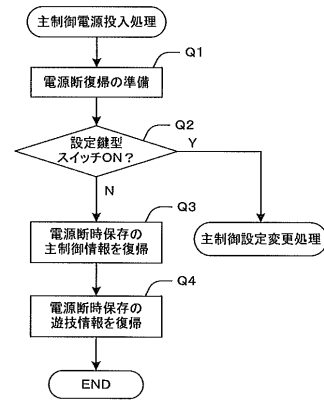 主制御電源投入処理
Q1
電源断復帰の準備
Q2
設定鍵型
スイッチON？
Y
N
Q3
電源断時保存の
主制御情報を復帰
主制御設定変更処理
Q4
電源断時保存の
遊技情報を復帰
END